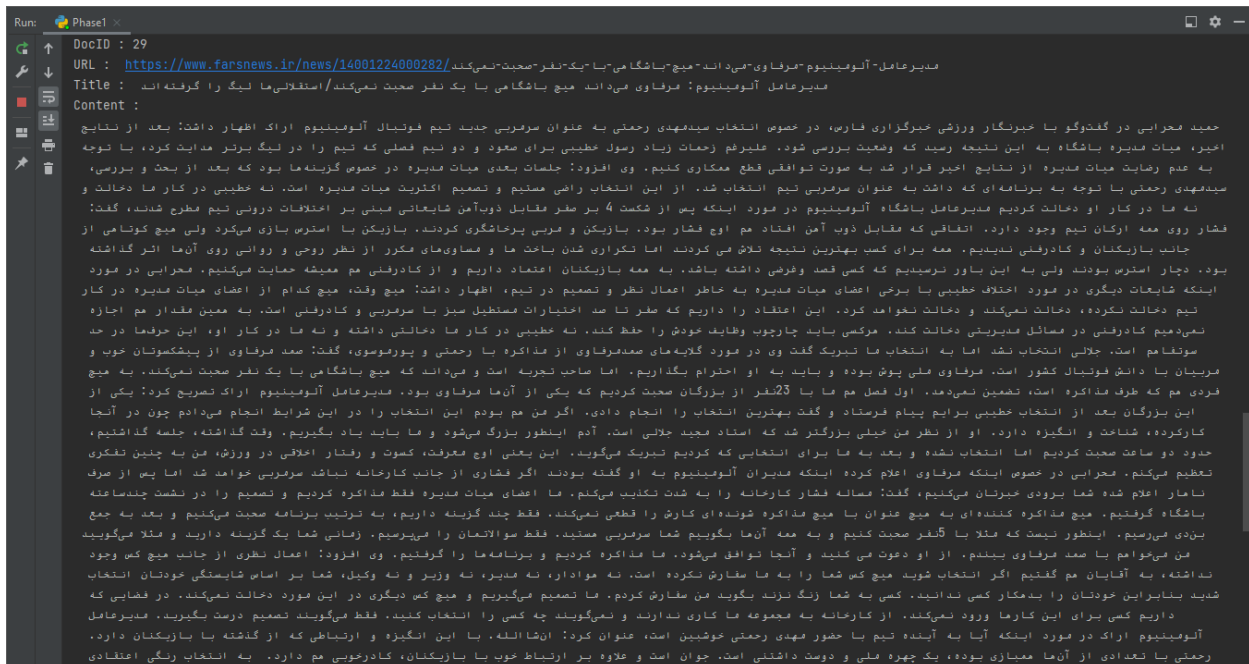 Run: Phase1
DocID : 29
URL : https://www.farsnews.ir/news/14001224000282/مدیرعامل-آلومینیوم-مرفاوی-می‌داند-هیچ-باشگاهی-با-یک-نفر-صحبت-نمی‌کند
Title : مدیرعامل آلومینیوم: مرفاوی می‌داند هیچ باشگاهی با یک نفر صحبت نمی‌کند/استقلالی‌ها لیگ را گرفته‌اند
Content :
حمید محرابی در گفت‌وگو با خبرنگار ورزشی خبرگزاری فارس، در خصوص انتخاب سیدمهدی رحمتی به عنوان سرمربی جدید تیم فوتبال آلومینیوم اراک اظهار داشت: بعد از نتایج
اخیر، هیات مدیره باشگاه به این نتیجه رسید که وضعیت بررسی شود. علیرغم زحمات زیاد رسول خطیبی برای صعود و دو نیم فصلی که تیم را در لیگ برتر هدایت کرد، با توجه
به عدم رضایت هیات مدیره از نتایج اخیر قرار شد به صورت توافقی قطع همکاری کنیم. وی افزود: جلسات بعدی هیات مدیره در خصوص گزینه‌ها بود که بعد از بحث و بررسی،
سیدمهدی رحمتی با توجه به برنامه‌ای که داشت به عنوان سرمربی تیم انتخاب شد. از این انتخاب راضی هستیم و تصمیم اکثریت هیات مدیره است. نه خطیبی در کار ما دخالت و
نه ما در کار او دخالت کردیم مدیرعامل باشگاه آلومینیوم در مورد اینکه پس از شکست 4 بر صفر مقابل ذوب‌آهن شایعاتی مبنی بر اختلافات درونی تیم مطرح شدند، گفت:
فشار روی همه ارکان تیم وجود دارد. اتفاقی که مقابل ذوب آهن افتاد هم اوج فشار بود. بازیکن و مربی پرخاشگری کردند. بازیکن با استرس بازی می‌کرد ولی هیچ کوتاهی از
جانب بازیکنان و کادرفنی ندیدیم. همه برای کسب بهترین نتیجه تلاش می کردند اما تکراری شدن باخت ها و مساوی‌های مکرر از نظر روحی و روانی روی آن‌ها اثر گذاشته
بود. دچار استرس بودند ولی به این باور نرسیدیم که کسی قصد وغرضی داشته باشد. به همه بازیکنان اعتماد داریم و از کادرفنی هم همیشه حمایت می‌کنیم. محرابی در مورد
اینکه شایعات دیگری در مورد اختلاف خطیبی با برخی اعضای هیات مدیره به خاطر اعمال نظر و تصمیم در تیم، اظهار داشت: هیچ وقت، هیچ کدام از اعضای هیات مدیره در کار
تیم دخالت نکرده، دخالت نمی‌کند و دخالت نخواهد کرد. این اعتقاد را داریم که صفر تا صد اختیارات مستطیل سبز با سرمربی و کادرفنی است. به همین مقدار هم اجازه
نمی‌دهیم کادرفنی در مسائل مدیریتی دخالت کند. هرکسی باید چارچوب وظایف خودش را حفظ کند. نه خطیبی در کار ما دخالتی داشته و نه ما در کار او، این حرف‌ها در حد
سوتفاهم است. جلالی انتخاب نشد اما به انتخاب ما تبریک گفت وی در مورد گلایه‌های صمدمرفاوی از مذاکره با رحمتی و پورموسوی، گفت: صمد مرفاوی از پیشکسوتان خوب و
مربیان با دانش فوتبال کشور است. مرفاوی ملی پوش بوده و باید به او احترام بگذاریم. اما صاحب تجربه است و می‌داند که هیچ باشگاهی با یک نفر صحبت نمی‌کند. به هیچ
فردی هم که طرف مذاکره است، تضمین نمی‌دهد. اول فصل هم ما با 23نفر از بزرگان صحبت کردیم که یکی از آن‌ها مرفاوی بود. مدیرعامل آلومینیوم اراک تصریح کرد: یکی از
این بزرگان بعد از انتخاب خطیبی برایم پیام فرستاد و گفت بهترین انتخاب را انجام دادی. اگر من هم بودم این انتخاب را در این شرایط انجام می‌دادم چون در آنجا
کارکرده، شناخت و انگیزه دارد. او از نظر من خیلی بزرگتر شد که استاد مجید جلالی است. آدم اینطور بزرگ می‌شود و ما باید یاد بگیریم. وقت گذاشته، جلسه گذاشتیم،
حدود دو ساعت صحبت کردیم اما انتخاب نشده و بعد به ما برای انتخابی که کردیم تبریک می‌گوید. این یعنی اوج معرفت، کسوت و رفتار اخلاقی در ورزش، من به چنین تفکری
تعظیم می‌کنم. محرابی در خصوص اینکه مرفاوی اعلام کرده اینکه مدیران آلومینیوم به او گفته بودند اگر فشاری از جانب کارخانه نباشد سرمربی خواهد شد اما پس از صرف
ناهار اعلام شده شما برودی خبرتان می‌کنیم، گفت: مساله فشار کارخانه را به شدت تکذیب می‌کنم. ما اعضای هیات مدیره فقط مذاکره کردیم و تصمیم را در نشست چندساعته
باشگاه گرفتیم. هیچ مذاکره کننده‌ای به هیچ عنوان با هیچ مذاکره شونده‌ای کارش را قطعی نمی‌کند. فقط چند گزینه داریم، به ترتیب برنامه صحبت می‌کنیم و بعد به جمع
بندی می‌رسیم. اینطور نیست که مثلا با 5نفر صحبت کنیم و به همه آن‌ها بگوییم شما سرمربی هستید. فقط سوالاتمان را می‌پرسیم. زمانی شما یک گزینه دارید و مثلا می‌گویید
من می‌خواهم با صمد مرفاوی ببندم. از او دعوت می کنید و آنجا توافق می‌شود. ما مذاکره کردیم و برنامه‌ها را گرفتیم. وی افزود: اعمال نظری از جانب هیچ کس وجود
نداشته، به آقایان هم گفتیم اگر انتخاب شوید هیچ کس شما را به ما سفارش نکرده است. نه هوادار، نه مدیر، نه وزیر و نه وکیل، شما بر اساس شایستگی خودتان انتخاب
شدید بنابراین خودتان را بدهکار کسی ندانید. کسی به شما زنگ نزند بگوید من سفارش کردم. ما تصمیم می‌گیریم و هیچ کس دیگری در این مورد دخالت نمی‌کند. در فضایی که
داریم کسی برای این کارها ورود نمی‌کند. از کارخانه به مجموعه ما کاری ندارند و نمی‌گویند چه کسی را انتخاب کنید. فقط می‌گویند تصمیم درست بگیرید. مدیرعامل
آلومینیوم اراک در مورد اینکه آیا به آینده تیم با حضور مهدی رحمتی خوشبین است، عنوان کرد: ان‌شاالله. با این انگیزه و ارتباطی که از گذشته با بازیکنان دارد.
رحمتی با تعدادی از آن‌ها همبازی بوده، یک چهره ملی و دوست داشتنی است. جوان است و علاوه بر ارتباط خوب با بازیکنان، کادرخوبی هم دارد. به انتخاب رنگی اعتقادی